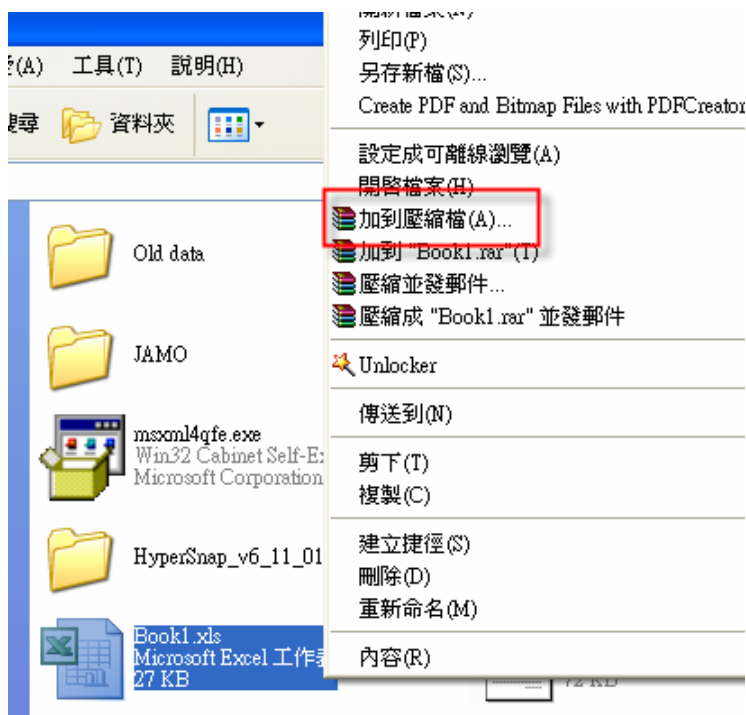 (A) 工具(T) 說明(H)
搜尋 資料夾
列印(P)
另存新檔(S)...
Create PDF and Bitmap Files with PDFCreator
設定成可離線瀏覽(A)
開啓檔案(H)
加到壓縮檔(A)...
加到 "Book1.rar"(T)
壓縮並發郵件...
壓縮成 "Book1.rar" 並發郵件
Unlocker
傳送到(N)
剪下(T)
複製(C)
建立捷徑(S)
刪除(D)
重新命名(M)
內容(R)
Old data
JAMO
msxml4qfe.exe
Win32 Cabinet Self-Ex
Microsoft Corporation
HyperSnap_v6_11_01
Book1.xls
Microsoft Excel 工作表
27 KB
72 KB